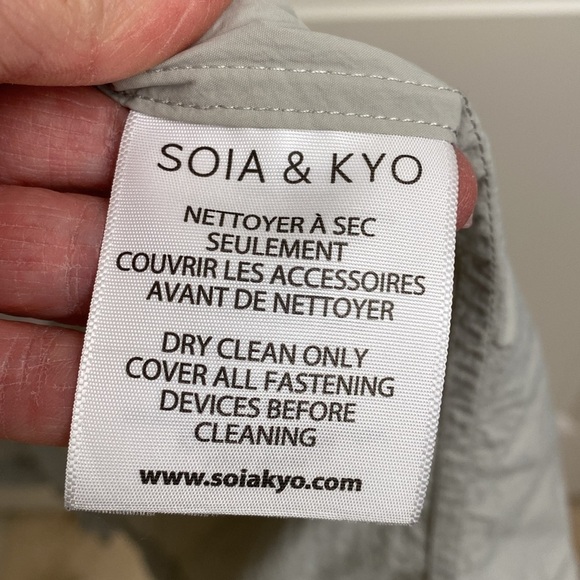 SOIA & KYO
NETTOYER À SEC
SEULEMENT
COUVRIR LES ACCESSOIRES
AVANT DE NETTOYER
DRY CLEAN ONLY
COVER ALL FASTENING
DEVICES BEFORE
CLEANING
www.soiakyo.com